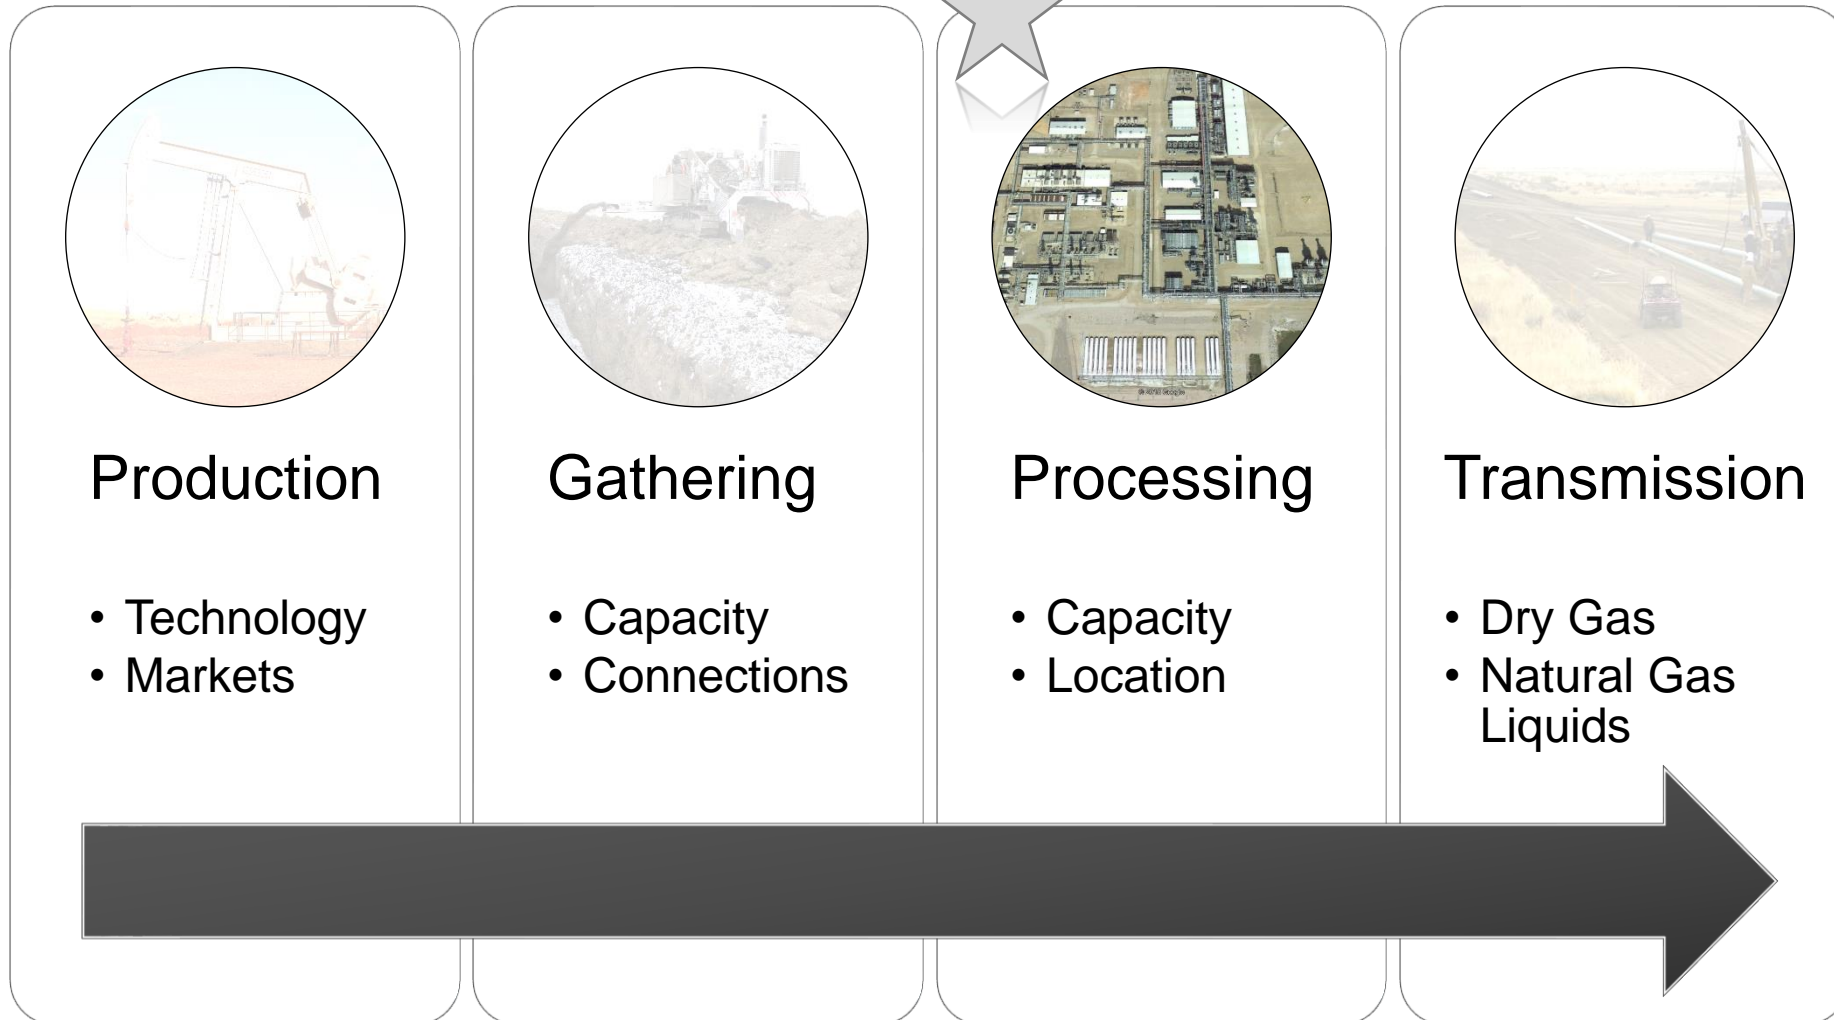 Production
• Technology
• Markets
Gathering
• Capacity
• Connections
Processing
• Capacity
• Location
Transmission
• Dry Gas
• Natural Gas
Liquids